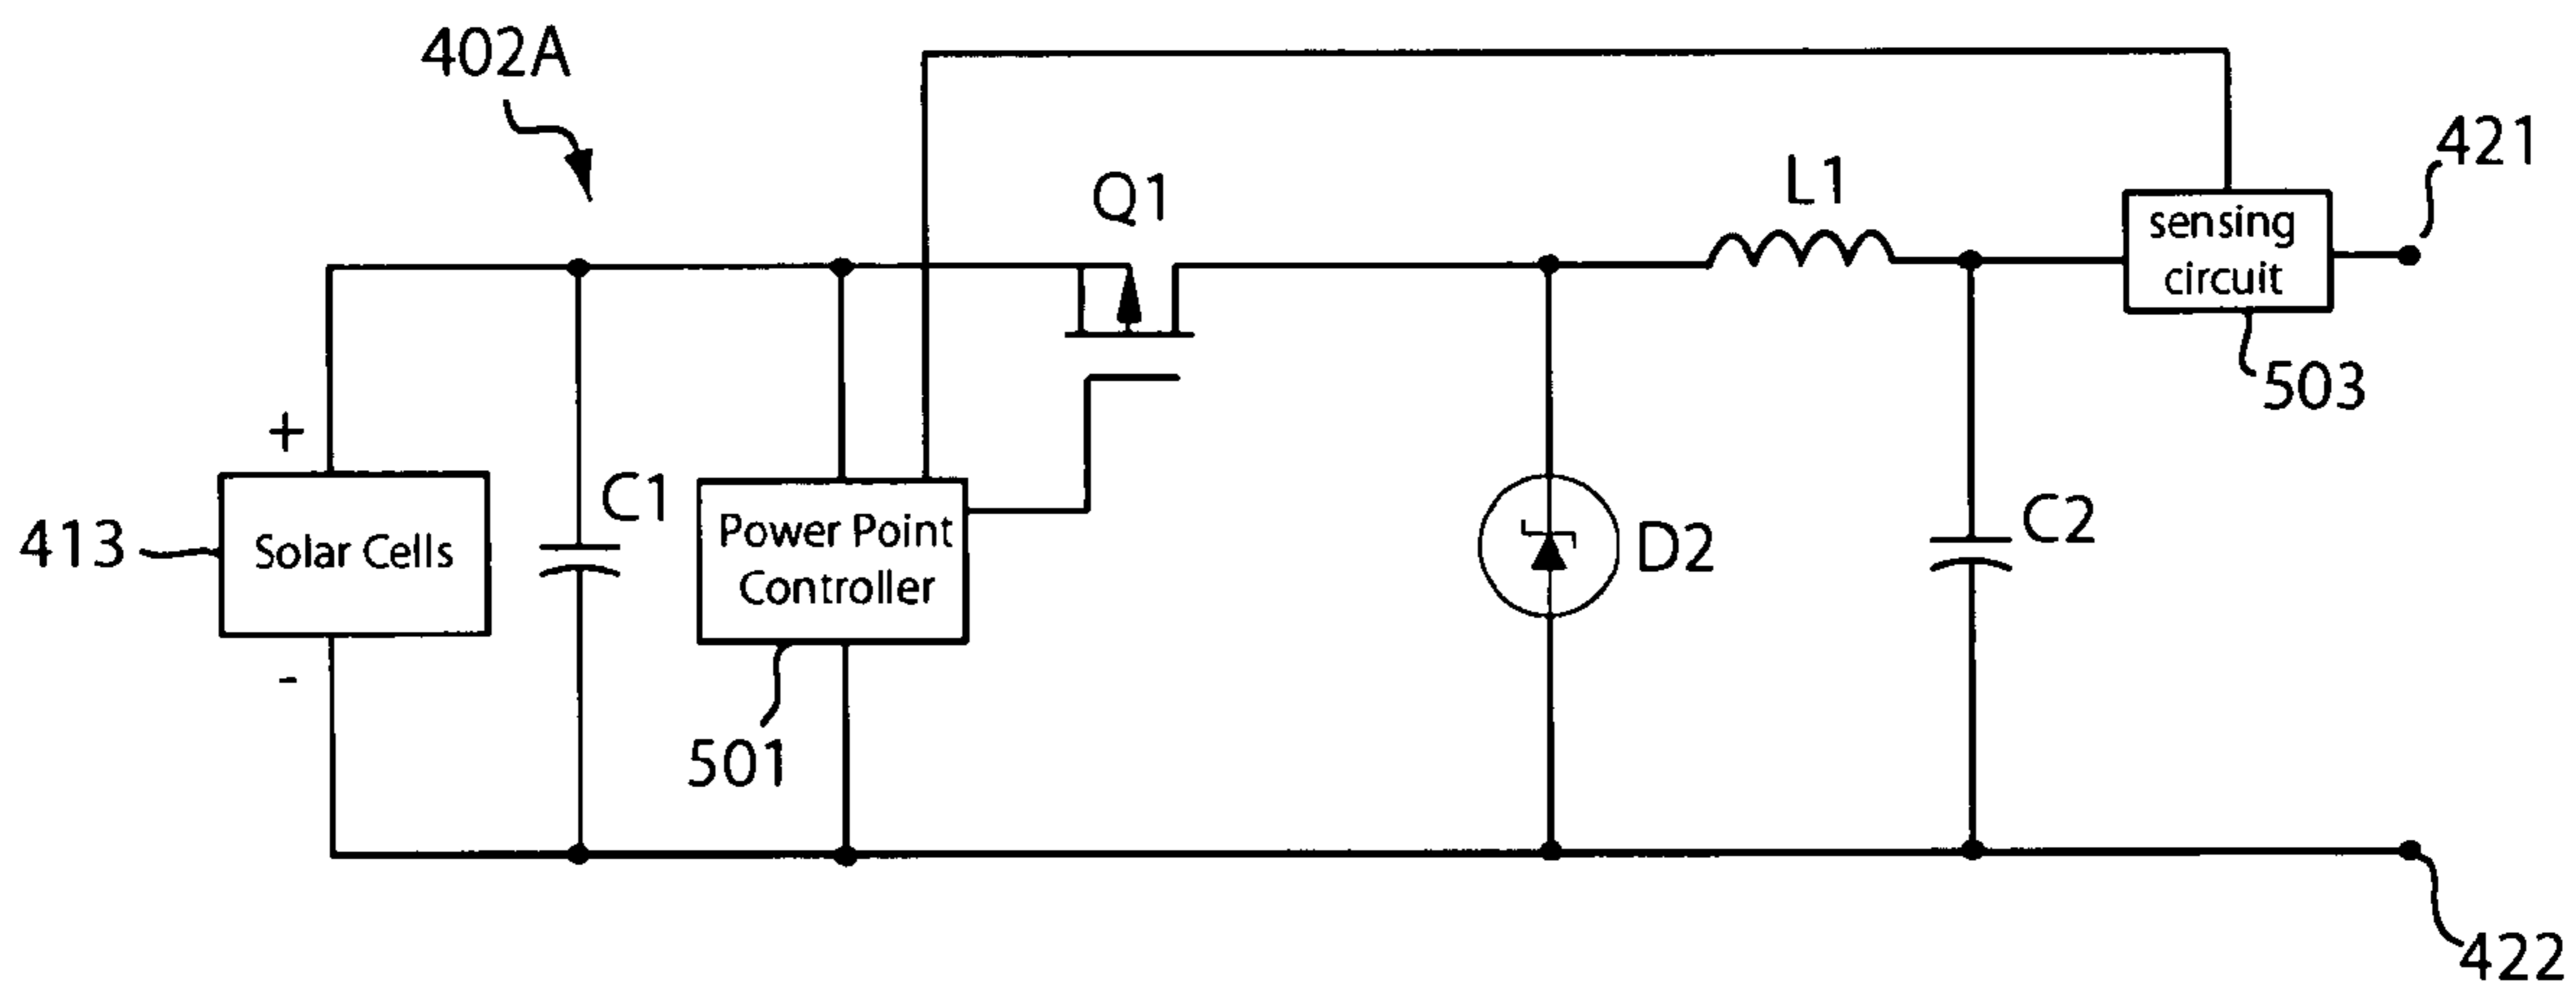 402A
421
Q1
L1
sensing
circuit
503
+
C1
Power Point
Controller
413
Solar Cells
D2
C2
-
501
422